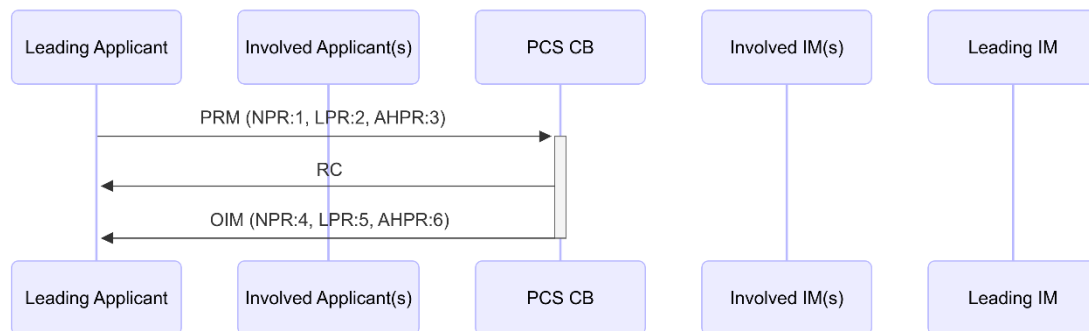 Leading Applicant
Involved Applicant(s)
PCS CB
Involved IM(s)
Leading IM
PRM (NPR:1, LPR:2, AHPR:3)
RC
OIM (NPR:4, LPR:5, AHPR:6)
Leading Applicant
Involved Applicant(s)
PCS CB
Involved IM(s)
Leading IM